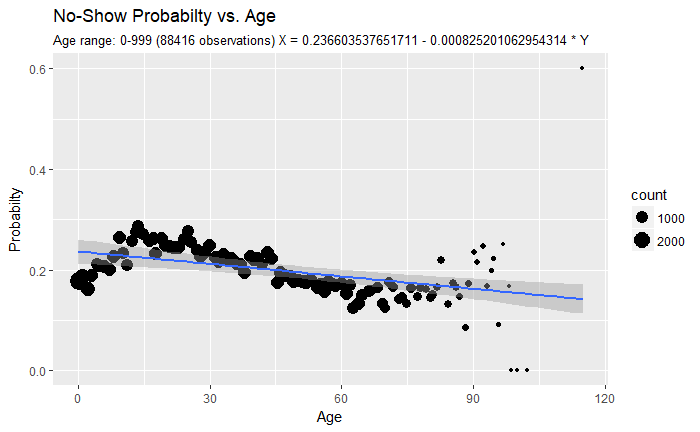 No-Show Probabilty vs. Age
Age range: 0-999 (88416 observations) X = 0.236603537651711 - 0.000825201062954314 * Y
0.6
0.4
0.2
0.0
Probabilty
0 30 60 90 120
Age
count
1000
2000